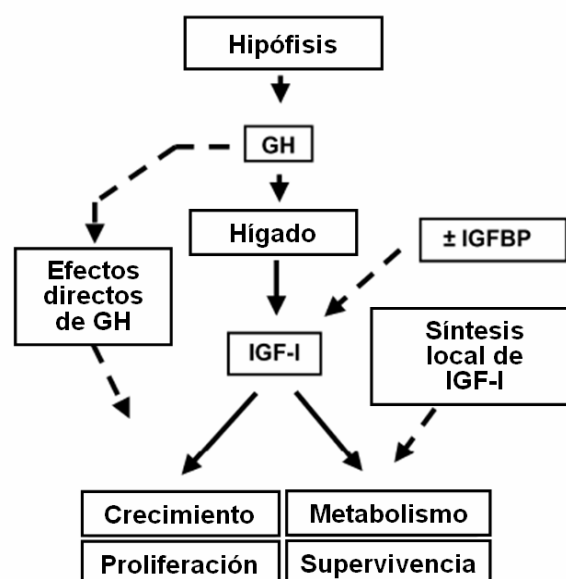 Hipófisis
GH
Hígado
± IGFBP
Efectos
directos
de GH
IGF-I
Síntesis
local de
IGF-I
Crecimiento
Metabolismo
Proliferación
Supervivencia